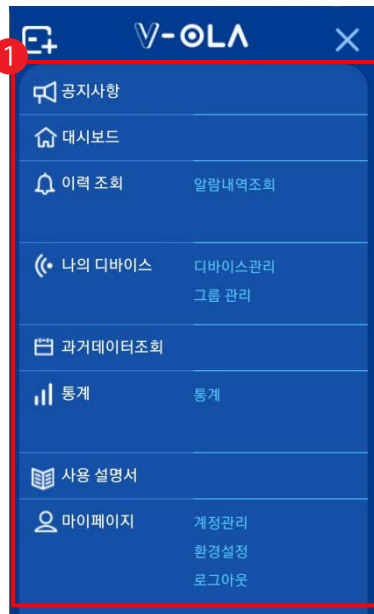 V-OLA
1
공지사항
대시보드
이력 조회 알람내역조회
나의 디바이스 디바이스관리
그룹 관리
과거데이터조회
통계 통계
사용 설명서
마이페이지 계정관리
환경설정
로그아웃